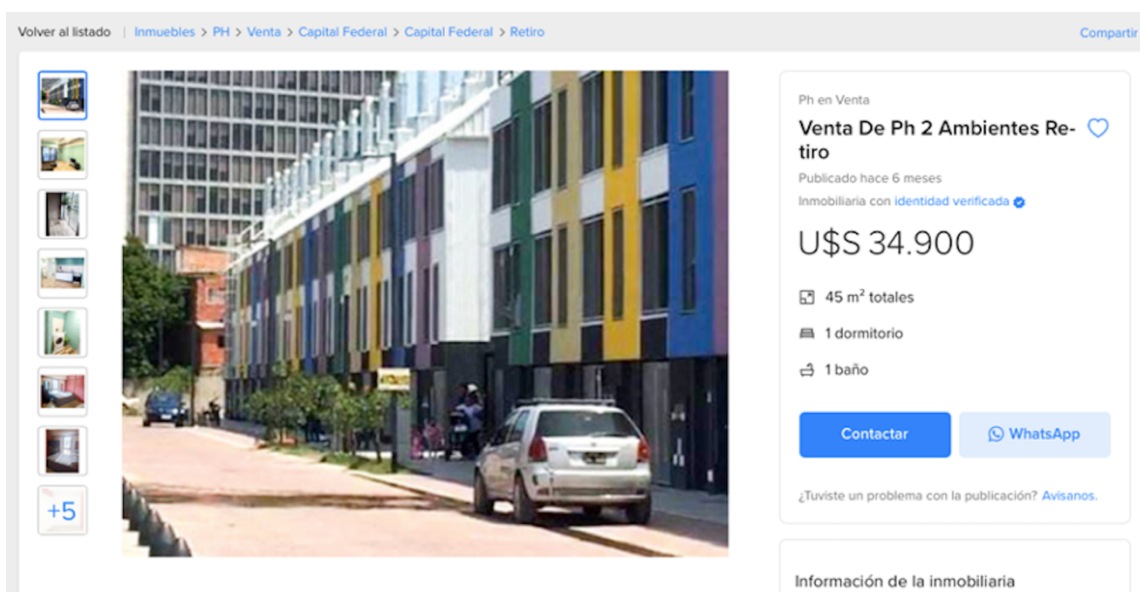 Volver al listado | Inmuebles > PH > Venta > Capital Federal > Capital Federal > Retiro
Compartir
Ph en Venta
Venta De Ph 2 Ambientes Re-
tiro
Publicado hace 6 meses
Inmobiliaria con identidad verificada
U$S 34.900
45 m² totales
1 dormitorio
1 baño
Contactar
WhatsApp
¿Tuviste un problema con la publicación? Avisanos.
+5
Información de la inmobiliaria